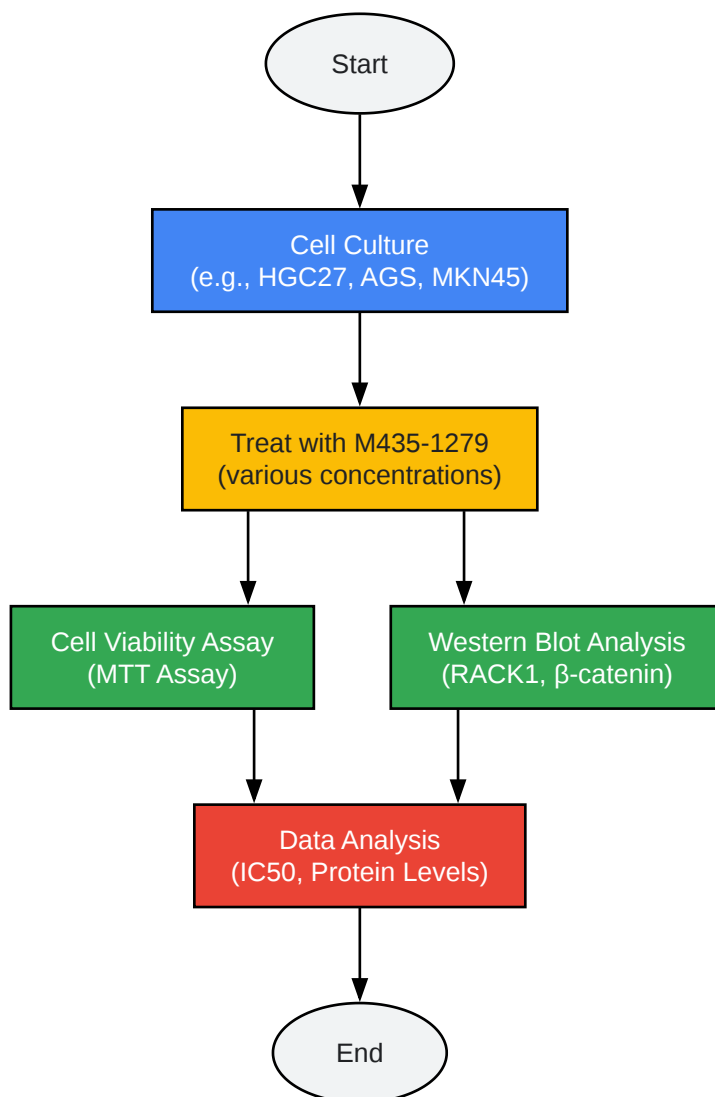 Start
Cell Culture
(e.g., HGC27, AGS, MKN45)
Treat with M435-1279
(various concentrations)
Cell Viability Assay
(MTT Assay)
Western Blot Analysis
(RACK1, β-catenin)
Data Analysis
(IC50, Protein Levels)
End